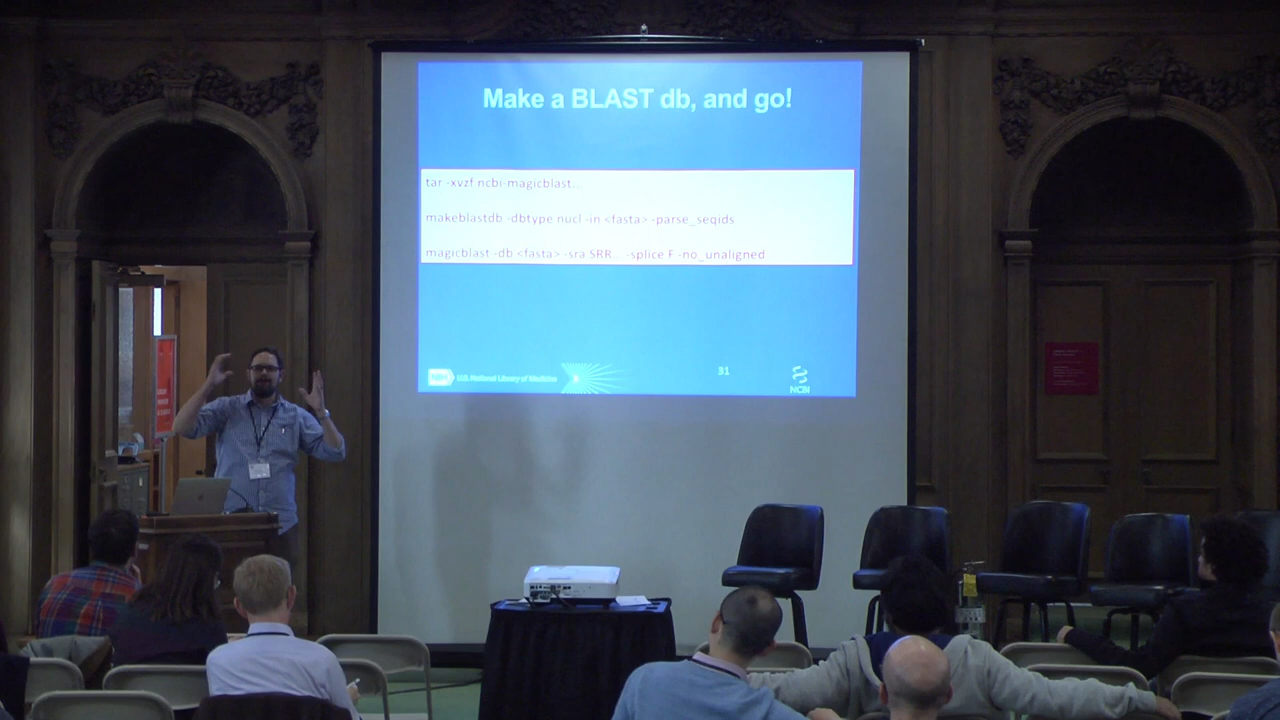 Make a BLAST db, and go!
tar -xvzf ncbi-magicblast...
makeblastdb -dbtype nucl -in <fasta> -parse_seqids
magicblast -db <fasta> -sra SRR... -splice F -no_unaligned
NIH U.S. National Library of Medicine
31
NCBI